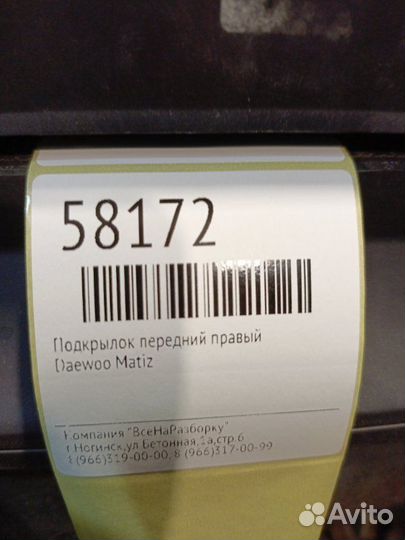 58172
Подкрылок передний правый
Daewoo Matiz
Компания "ВсеНаРазборку"
г.Ногинск,ул.Бетонная,1а,стр.6
8(966)319-00-00, 8 (966)317-00-99
Avito